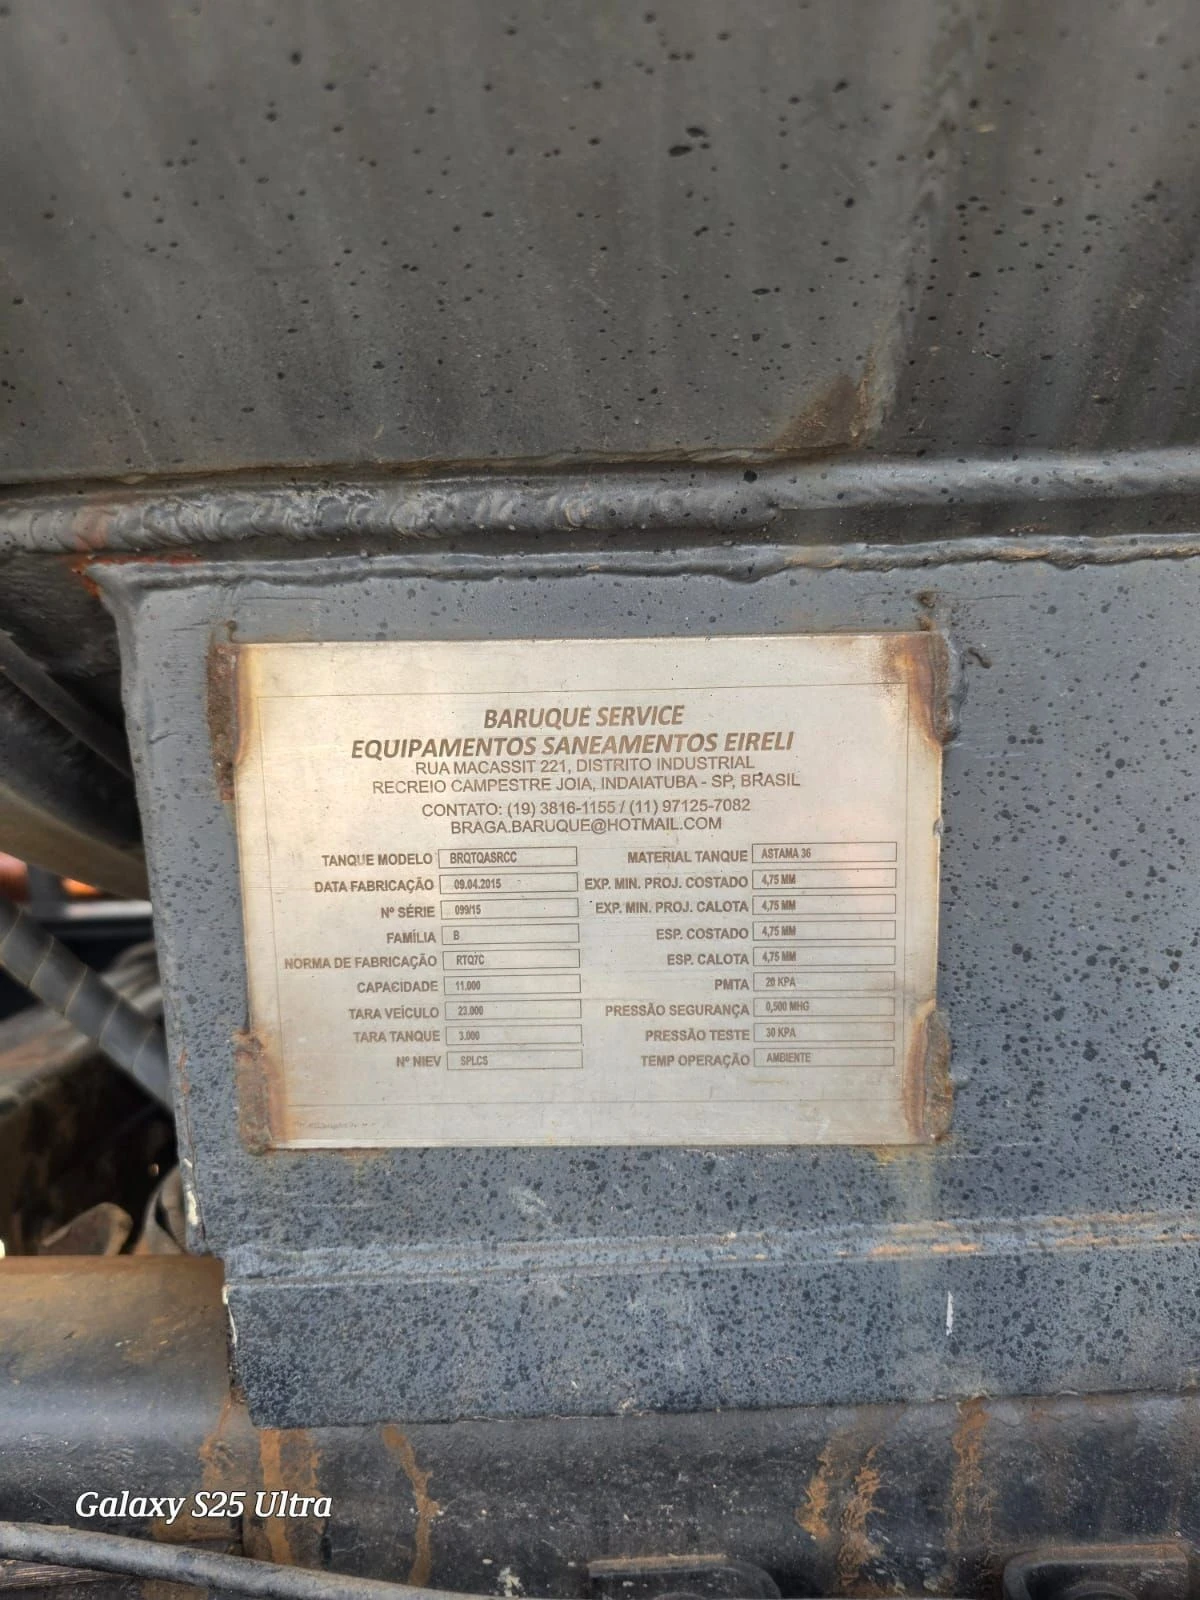 BARUQUE SERVICE
EQUIPAMENTOS SANEAMENTOS EIRELI
RUA MACASSIT 221, DISTRITO INDUSTRIAL
RECREIO CAMPESTRE JOIA, INDAIATUBA - SP, BRASIL
CONTATO: (19) 3816-1155 / (11) 97125-7082
BRAGA.BARUQUE@HOTMAIL.COM
TANQUE MODELO BRQTQASRCC MATERIAL TANQUE ASTAMA 36
DATA FABRICAÇÃO 09.04.2015 EXP. MIN. PROJ. COSTADO 4,75 MM
Nº SÉRIE 099/15 EXP. MIN. PROJ. CALOTA 4,75 MM
FAMÍLIA B ESP. COSTADO 4,75 MM
NORMA DE FABRICAÇÃO RTQ7C ESP. CALOTA 4,75 MM
CAPACIDADE 11.000 PMTA 20 KPA
TARA VEÍCULO 23.000 PRESSÃO SEGURANÇA 0,500 MHG
TARA TANQUE 3.000 PRESSÃO TESTE 30 KPA
Nº NIEV SPLCS TEMP OPERAÇÃO AMBIENTE
Galaxy S25 Ultra